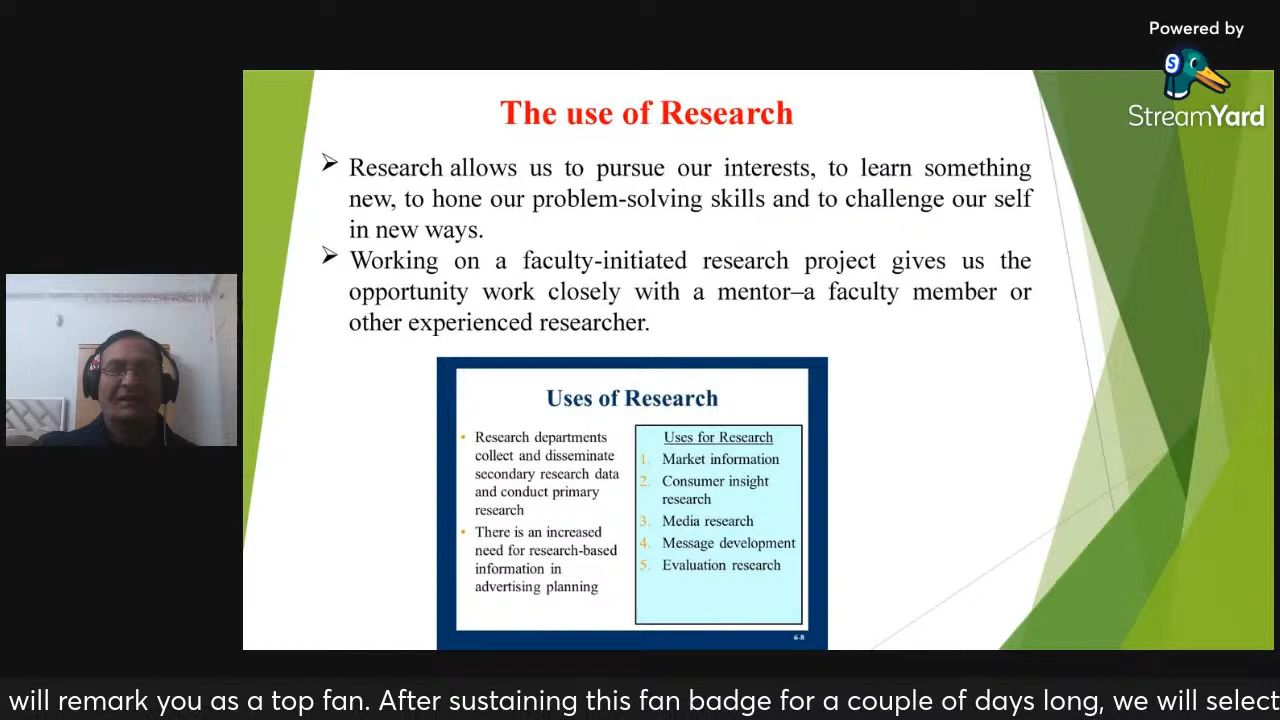 Powered by
StreamYard
The use of Research
➢ Research allows us to pursue our interests, to learn something
new, to hone our problem-solving skills and to challenge our self
in new ways.
➢ Working on a faculty-initiated research project gives us the
opportunity work closely with a mentor–a faculty member or
other experienced researcher.
Uses of Research
• Research departments
collect and disseminate
secondary research data
and conduct primary
research
• There is an increased
need for research-based
information in
advertising planning
Uses for Research
1. Market information
2. Consumer insight
research
3. Media research
4. Message development
5. Evaluation research
6-8
will remark you as a top fan. After sustaining this fan badge for a couple of days long, we will select